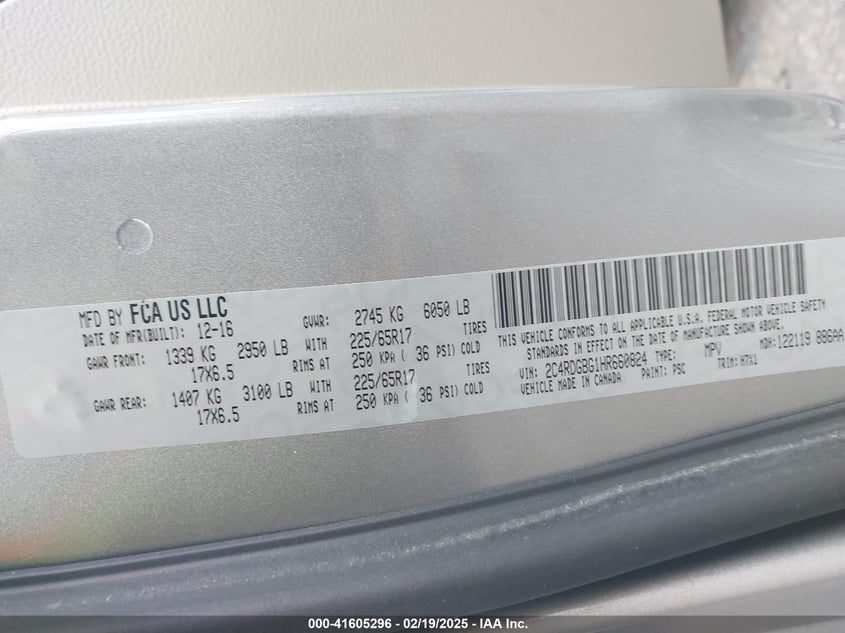 MFD BY FCA US LLC
DATE OF MFR(BUILT): 12-16
GVWR: 2745 KG 6050 LB
GAWR FRONT: 1339 KG 2950 LB WITH 225/65R17 TIRES
17X6.5 RIMS AT 250 KPA ( 36 PSI) COLD
GAWR REAR: 1407 KG 3100 LB WITH 225/65R17 TIRES
17X6.5 RIMS AT 250 KPA ( 36 PSI) COLD
THIS VEHICLE CONFORMS TO ALL APPLICABLE U.S.A. FEDERAL MOTOR VEHICLE SAFETY
STANDARDS IN EFFECT ON THE DATE OF MANUFACTURE SHOWN ABOVE.
VIN: 2C4RDGBG1HR660824 TYPE: MPV MDH: 122119 886AA
VEHICLE MADE IN CANADA PAINT: PSC TRIM: H7X1
000-41605296 - 02/19/2025 - IAA Inc.